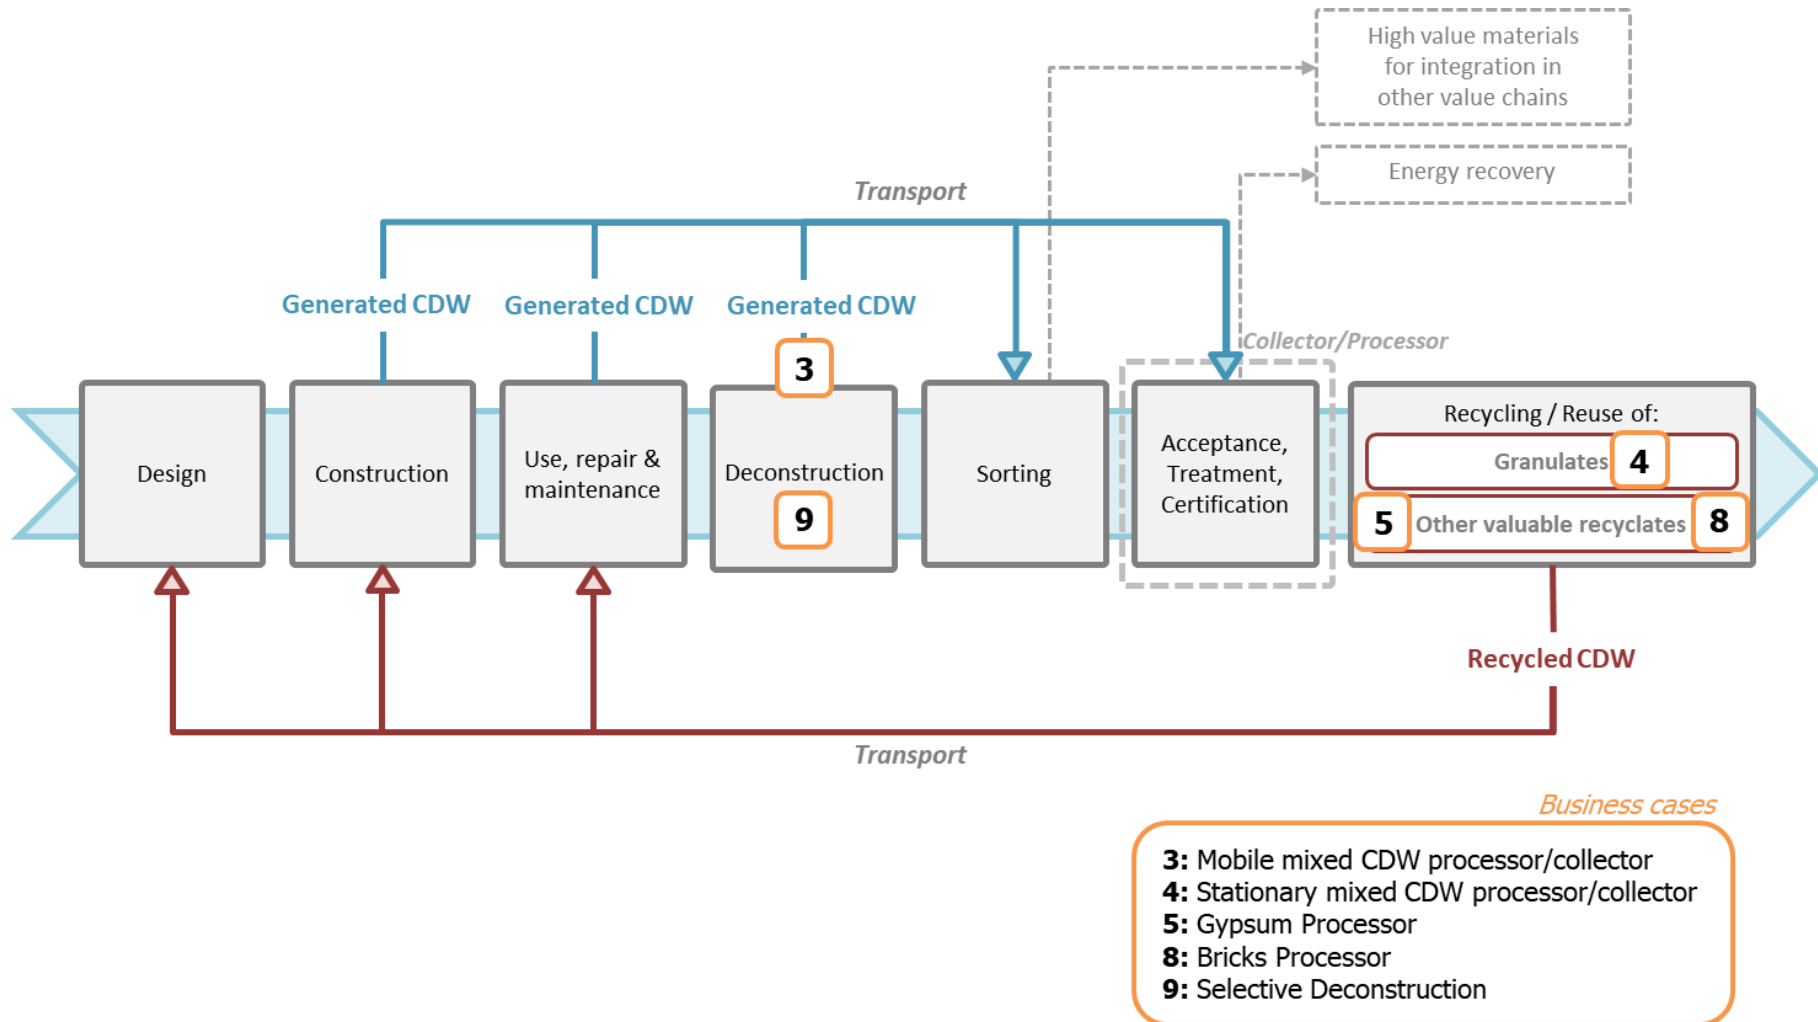 High value materials
for integration in
other value chains
Energy recovery
Transport
Generated CDW
Generated CDW
Generated CDW
Collector/Processor
3
Design
Construction
Use, repair &
maintenance
Deconstruction
9
Sorting
Acceptance,
Treatment,
Certification
Recycling / Reuse of:
Granulates
4
5
Other valuable recyclates
8
Recycled CDW
Transport
Business cases
3: Mobile mixed CDW processor/collector
4: Stationary mixed CDW processor/collector
5: Gypsum Processor
8: Bricks Processor
9: Selective Deconstruction